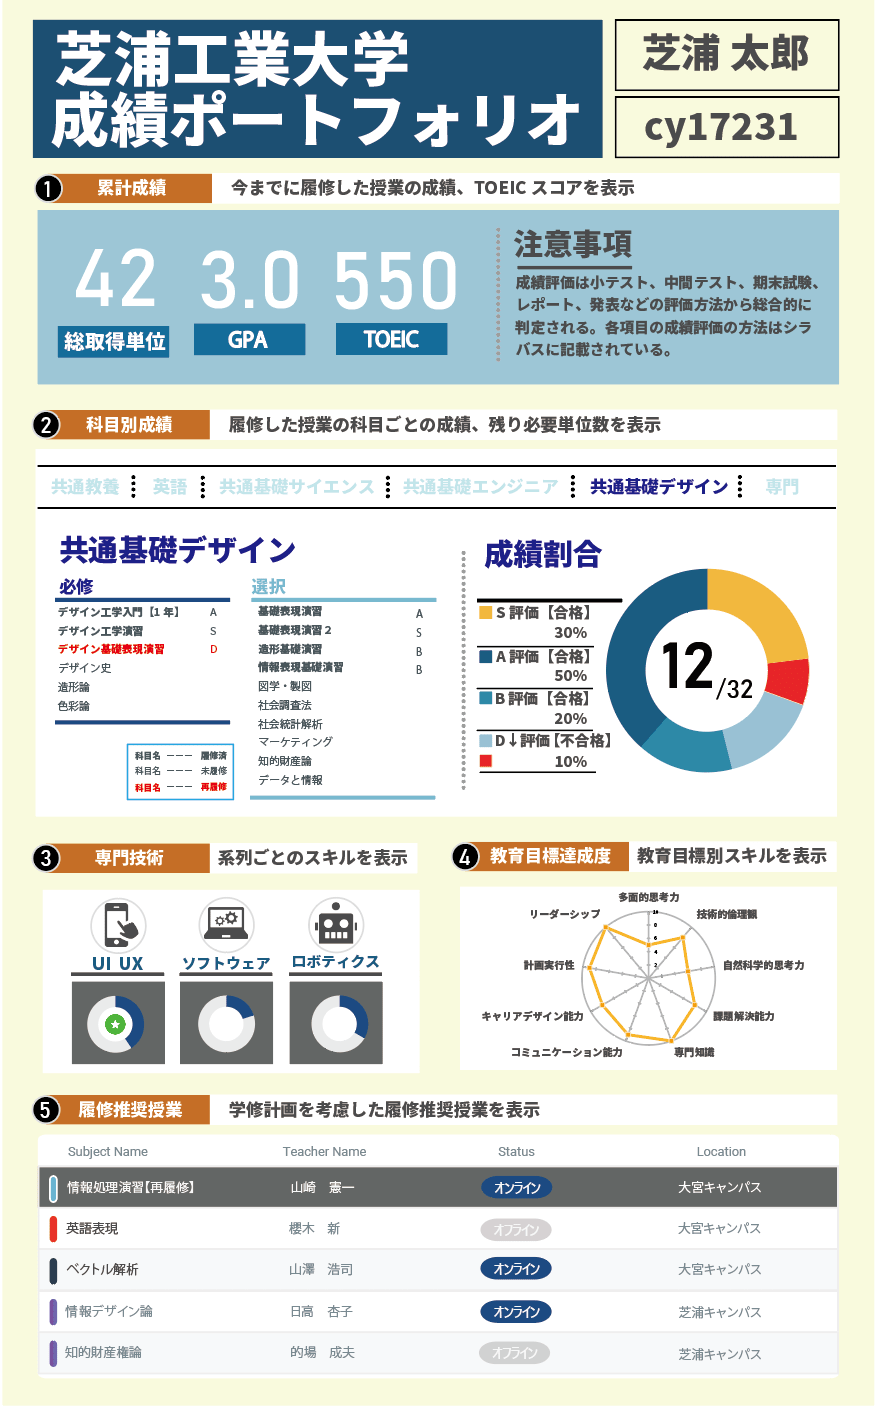 芝浦工業大学
成績ポートフォリオ
芝浦 太郎
cy17231
1 累計成績 今までに履修した授業の成績、TOEIC スコアを表示
42 3.0 550
総取得単位 GPA TOEIC
注意事項
成績評価は小テスト、中間テスト、期末試験、
レポート、発表などの評価方法から総合的に
判定される。各項目の成績評価の方法はシラ
バスに記載されている。
2 科目別成績 履修した授業の科目ごとの成績、残り必要単位数を表示
共通教養 英語 共通基礎サイエンス 共通基礎エンジニア 共通基礎デザイン 専門
共通基礎デザイン
必修
デザイン工学入門【1 年】 A
デザイン工学演習 S
デザイン基礎表現演習 D
デザイン史
造形論
色彩論
科目名 ーーー 履修済
科目名 ーーー 未履修
科目名 ーーー 再履修
選択
基礎表現演習 A
基礎表現演習 2 S
造形基礎演習 B
情報表現基礎演習 B
図学・製図
社会調査法
社会統計解析
マーケティング
知的財産論
データと情報
成績割合
S 評価【合格】
30%
A 評価【合格】
50%
B 評価【合格】
20%
D↓評価【不合格】
10%
12/32
3 専門技術 系列ごとのスキルを表示
UI UX ソフトウェア ロボティクス
4 教育目標達成度 教育目標別スキルを表示
多面的思考力
リーダーシップ 10 技術的倫理観
8
6
4
計画実行性 2 自然科学的思考力
キャリアデザイン能力 課題解決能力
コミュニケーション能力 専門知識
5 履修推奨授業 学修計画を考慮した履修推奨授業を表示
Subject Name Teacher Name Status Location
情報処理演習【再履修】 山崎 憲一 オンライン 大宮キャンパス
英語表現 櫻木 新 オフライン 大宮キャンパス
ベクトル解析 山澤 浩司 オンライン 大宮キャンパス
情報デザイン論 日高 杏子 オンライン 芝浦キャンパス
知的財産権論 的場 成夫 オフライン 芝浦キャンパス